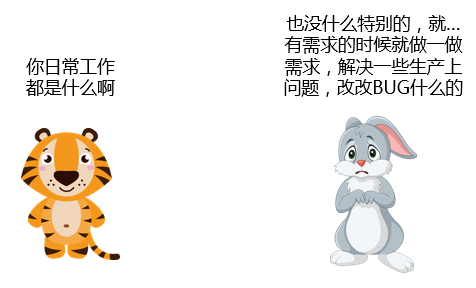 你日常工作
都是什么啊
也没什么特别的，就...
有需求的时候就做一做
需求，解决一些生产上
问题，改改BUG什么的